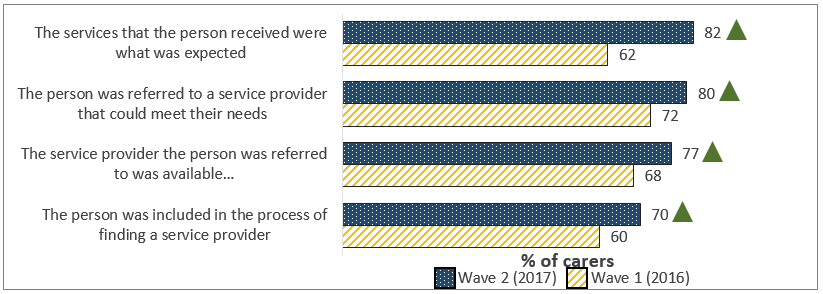 The services that the person received were
what was expected
82
62
The person was referred to a service provider
that could meet their needs
80
72
The service provider the person was referred
to was available...
77
68
The person was included in the process of
finding a service provider
70
60
% of carers
Wave 2 (2017) Wave 1 (2016)